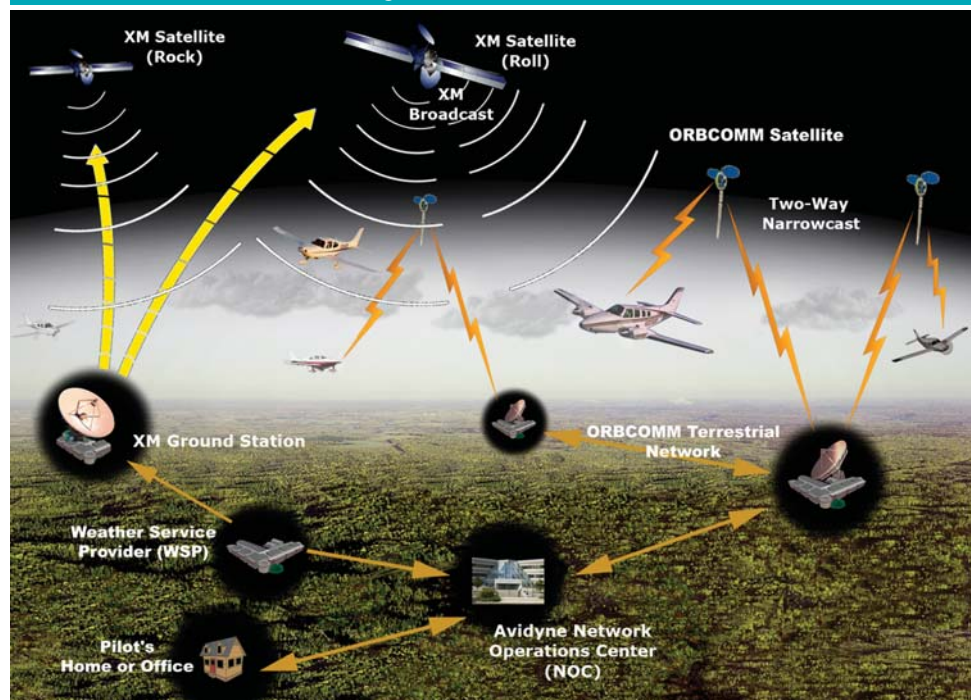 XM Satellite
(Rock)
XM Satellite
(Roll)
XM
Broadcast
ORBCOMM Satellite
Two-Way
Narrowcast
XM Ground Station
ORBCOMM Terrestrial
Network
Weather Service
Provider (WSP)
Avidyne Network
Operations Center
(NOC)
Pilot's
Home or Office